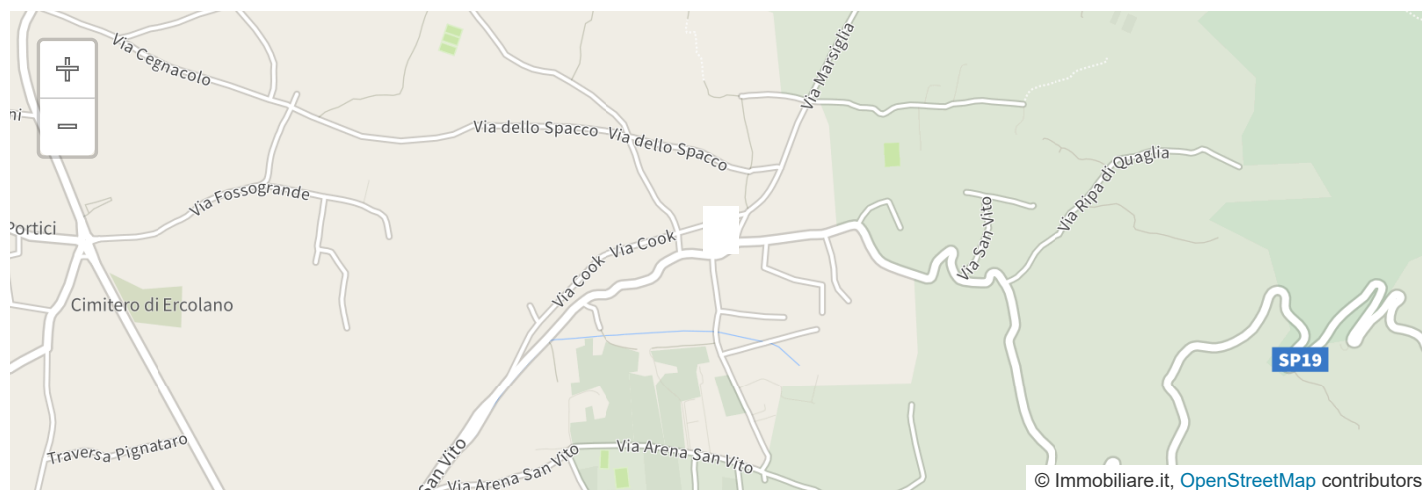 Via Cegnacolo
Via Marsiglia
ni
Via dello Spacco
Via dello Spacco
Via Ripa di Quaglia
Via Fossogrande
Portici
Via Cook
Via San Vito
Via Cook
Cimitero di Ercolano
SP19
Traversa Pignataro
San Vito
Via Arena San Vito
Via Arena San Vito
© Immobiliare.it, OpenStreetMap contributors